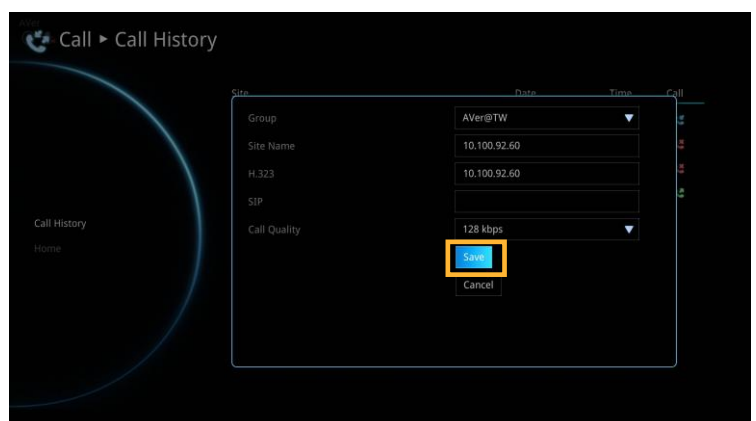 AVer
Call ► Call History
Site Date Time Call
Group AVer@TW
Site Name 10.100.92.60
H.323 10.100.92.60
SIP
Call Quality 128 kbps
Save
Cancel
Call History
Home